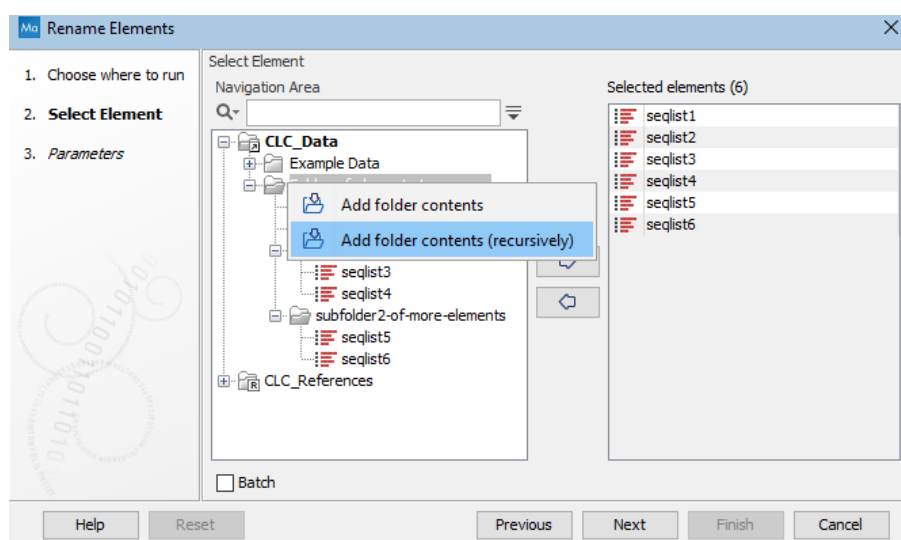 Ma Rename Elements
1. Choose where to run
2. Select Element
3. Parameters
Select Element
Navigation Area
CLC_Data
Example Data
Add folder contents
Add folder contents (recursively)
seqlist3
seqlist4
subfolder2-of-more-elements
seqlist5
seqlist6
CLC_References
Batch
Selected elements (6)
seqlist1
seqlist2
seqlist3
seqlist4
seqlist5
seqlist6
Help
Reset
Previous
Next
Finish
Cancel